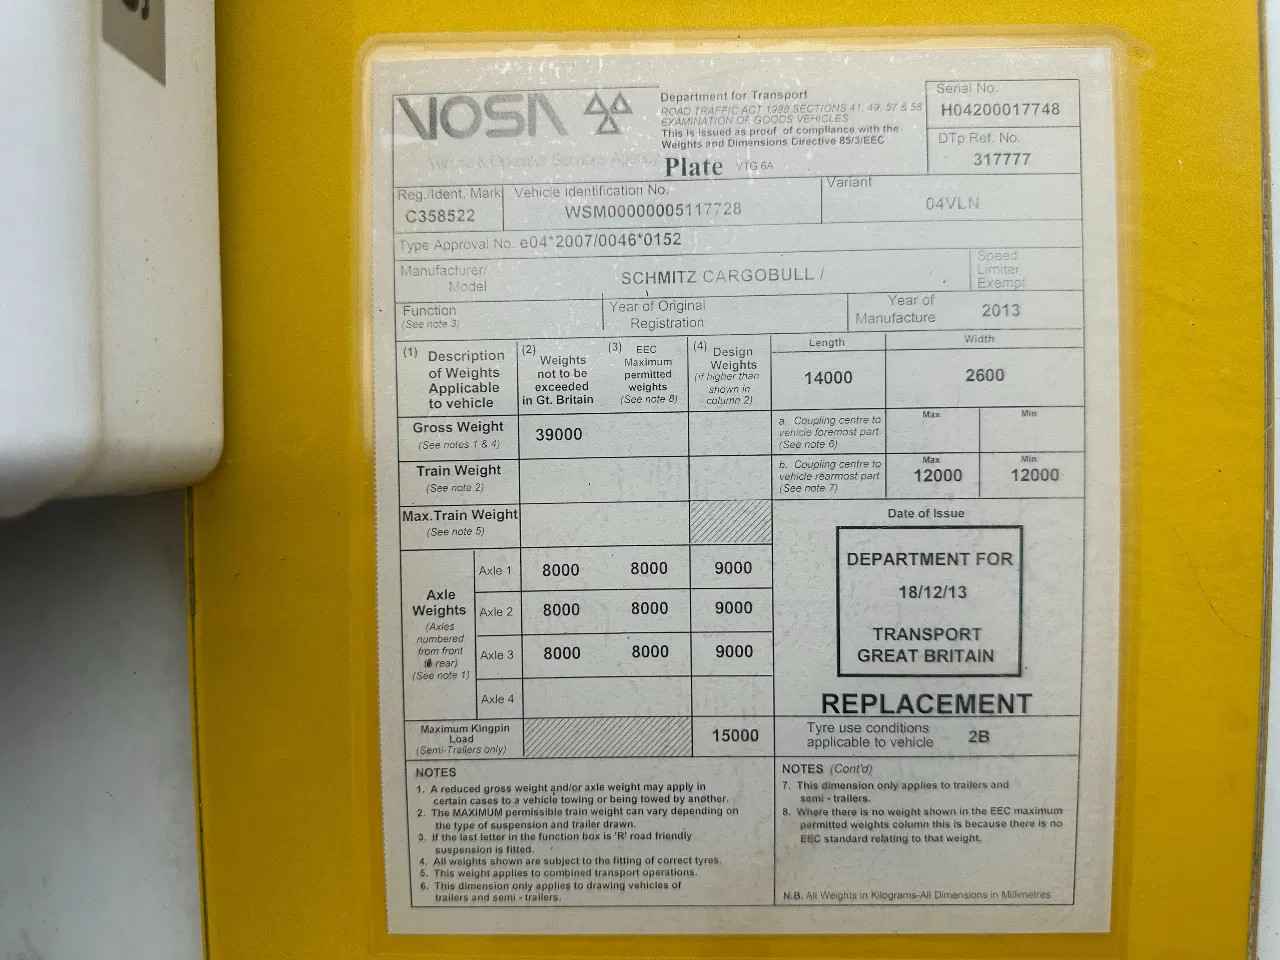 VOSA
Vehicle & Operator Services Agency
Department for Transport
ROAD TRAFFIC ACT 1988 SECTIONS 41, 49, 57 & 58
EXAMINATION OF GOODS VEHICLES
This is issued as proof of compliance with the
Weights and Dimensions Directive 85/3/EEC
Plate VTG 6A
Serial No.
H04200017748
DTp Ref. No.
317777
Reg./Ident. Mark
C358522
Vehicle Identification No.
WSM00000005117728
Variant
04VLN
Type Approval No. e04*2007/0046*0152
Manufacturer/
Model
SCHMITZ CARGOBULL /
Speed
Limiter
Exempt
Function
(See note 3)
Year of Original
Registration
Year of
Manufacture
2013
(1) Description
of Weights
Applicable
to vehicle
(2) Weights
not to be
exceeded
in Gt. Britain
(3) EEC
Maximum
permitted
weights
(See note 8)
(4) Design
Weights
(if higher than
shown in
column 2)
Length
14000
Width
2600
Gross Weight
(See notes 1 & 4)
39000
a. Coupling centre to
vehicle foremost part
(See note 6)
Max
Min
Train Weight
(See note 2)
b. Coupling centre to
vehicle rearmost part
(See note 7)
Max
12000
Min
12000
Max.Train Weight
(See note 5)
Axle
Weights
(Axles
numbered
from front
to rear)
(See note 1)
Axle 1 8000 8000 9000
Axle 2 8000 8000 9000
Axle 3 8000 8000 9000
Axle 4
Maximum Kingpin
Load
(Semi-Trailers only)
15000
Date of Issue
DEPARTMENT FOR
18/12/13
TRANSPORT
GREAT BRITAIN
REPLACEMENT
Tyre use conditions
applicable to vehicle 2B
NOTES
1. A reduced gross weight and/or axle weight may apply in
certain cases to a vehicle towing or being towed by another.
2. The MAXIMUM permissible train weight can vary depending on
the type of suspension and trailer drawn.
3. If the last letter in the function box is 'R' road friendly
suspension is fitted.
4. All weights shown are subject to the fitting of correct tyres.
5. This weight applies to combined transport operations.
6. This dimension only applies to drawing vehicles of
trailers and semi - trailers.
NOTES (Cont'd)
7. This dimension only applies to trailers and
semi - trailers.
8. Where there is no weight shown in the EEC maximum
permitted weights column this is because there is no
EEC standard relating to that weight.
N.B. All Weights in Kilograms-All Dimensions in Millimetres